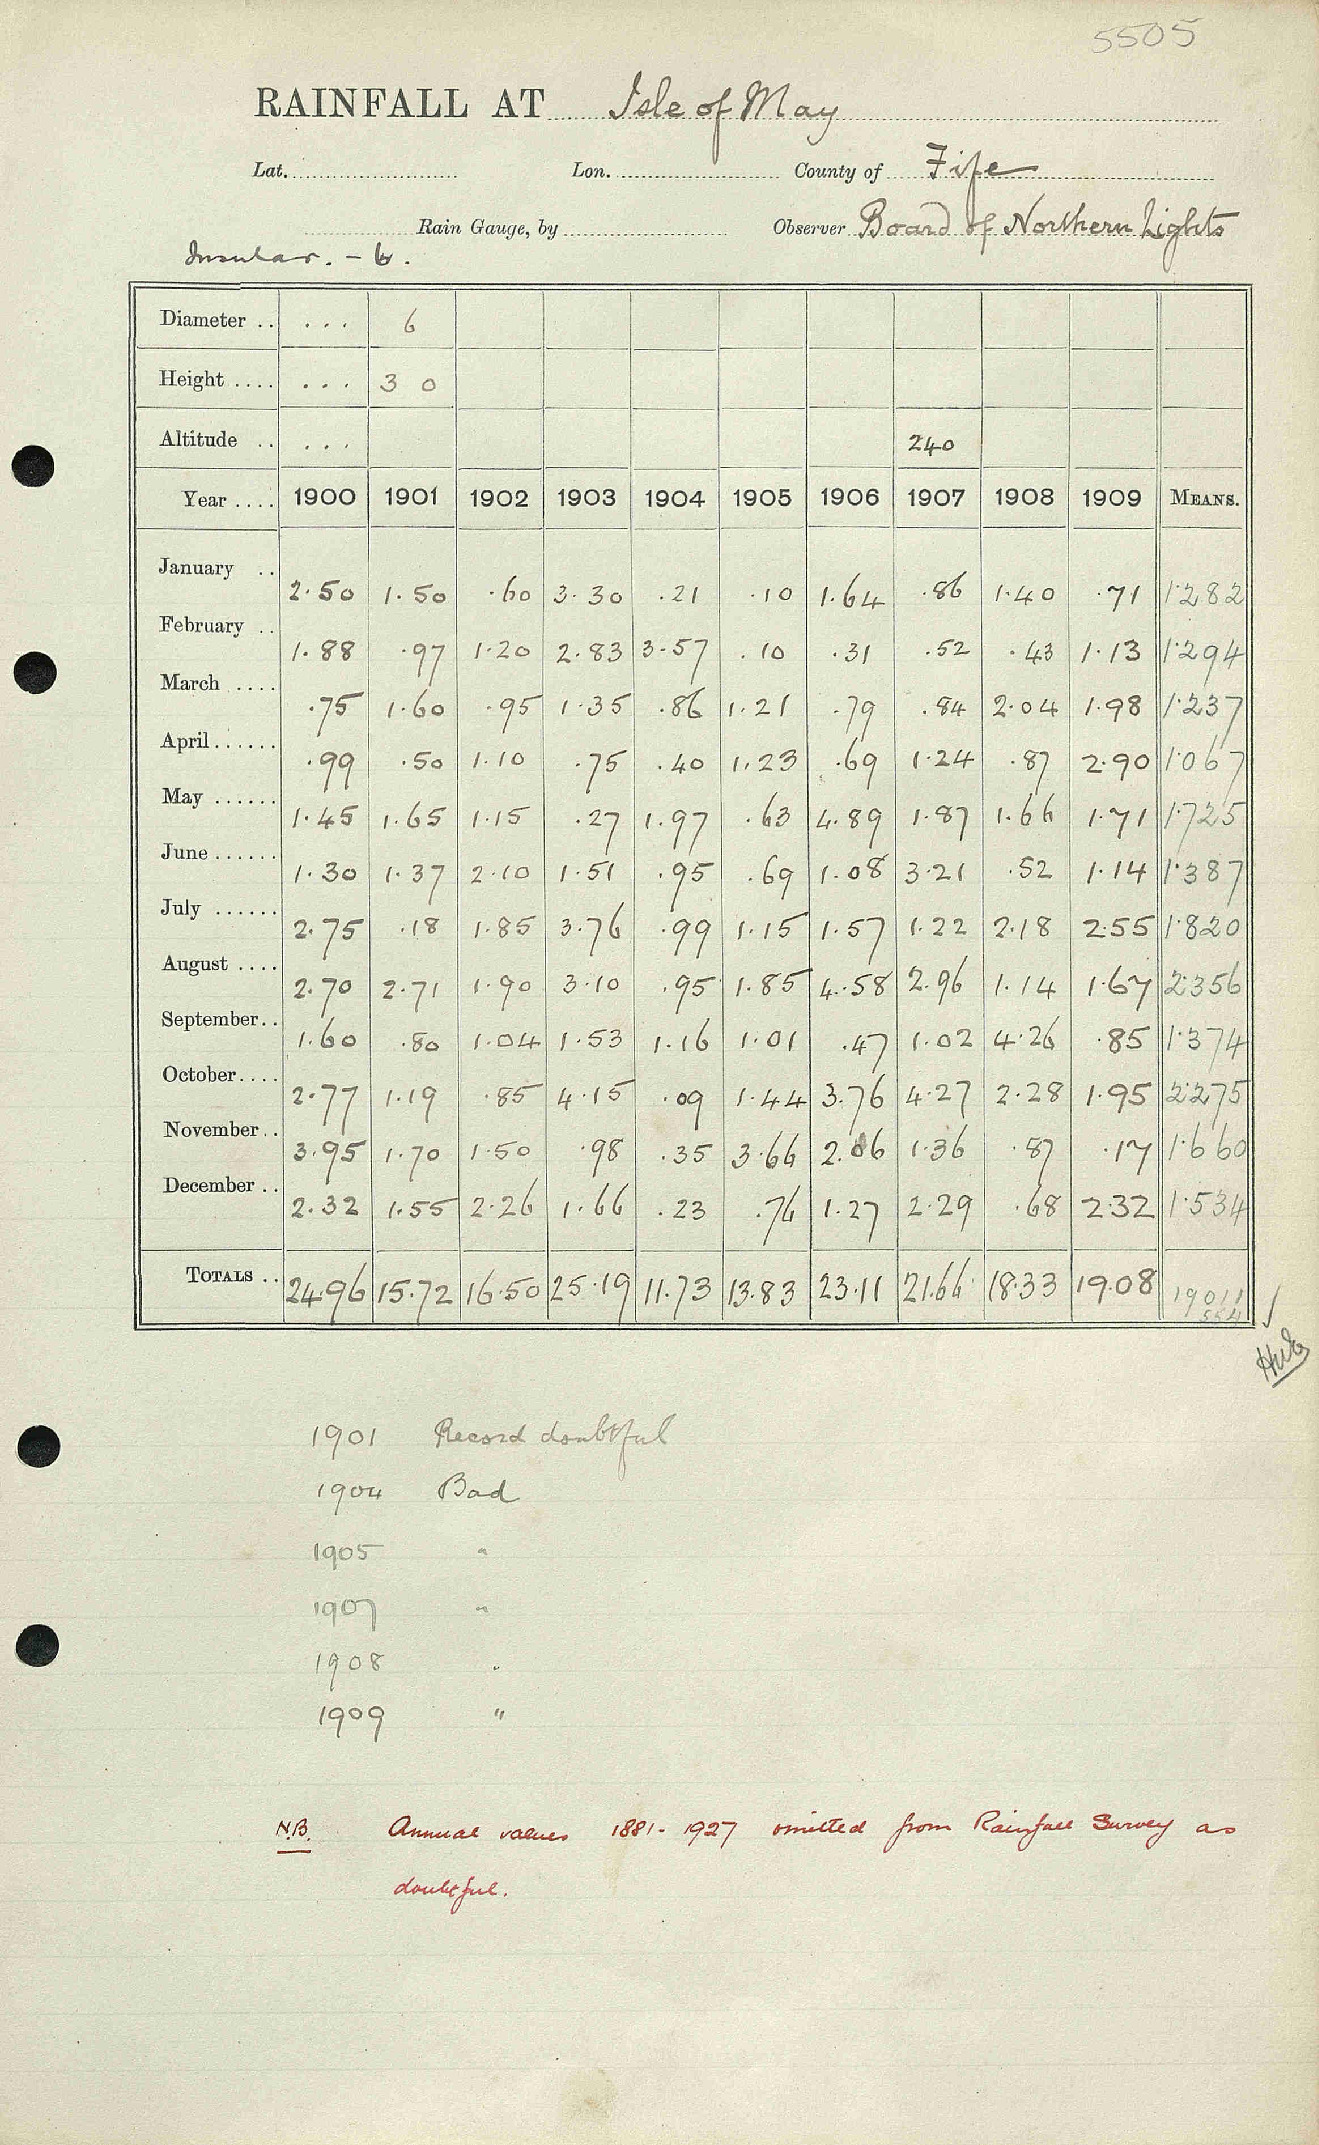 5505
RAINFALL AT Isle of May
Lat. Lon. County of Fife
Rain Gauge, by Observer Board of Northern Lights
Insular. - 6.
Diameter .. ... 6
Height .... ... 3 0
Altitude .. ... 240
Year .... 1900 1901 1902 1903 1904 1905 1906 1907 1908 1909 MEANS.
January .. 2.50 1.50 .60 3.30 .21 .10 1.64 .86 1.40 .71 1.282
February .. 1.88 .97 1.20 2.83 3.57 .10 .31 .52 .43 1.13 1.294
March .... .75 1.60 .95 1.35 .86 1.21 .79 .84 2.04 1.98 1.237
April...... .99 .50 1.10 .75 .40 1.23 .69 1.24 .87 2.90 1.067
May ...... 1.45 1.65 1.15 .27 1.97 .63 4.89 1.87 1.66 1.71 1.725
June...... 1.30 1.37 2.10 1.51 .95 .69 1.08 3.21 .52 1.14 1.387
July ...... 2.75 .18 1.85 3.76 .99 1.15 1.57 1.22 2.18 2.55 1.820
August .... 2.70 2.71 1.90 3.10 .95 1.85 4.58 2.96 1.14 1.67 2.356
September.. 1.60 .80 1.04 1.53 1.16 1.01 .47 1.02 4.26 .85 1.374
October.... 2.77 1.19 .85 4.15 .09 1.44 3.76 4.27 2.28 1.95 2.275
November.. 3.95 1.70 1.50 .98 .35 3.66 2.06 1.36 .87 .17 1.660
December .. 2.32 1.55 2.26 1.66 .23 .76 1.27 2.29 .68 2.32 1.534
TOTALS .. 24.96 15.72 16.50 25.19 11.73 13.83 23.11 21.66 18.33 19.08 19011
554
1901 Record doubtful
1904 Bad
1905 "
1907 "
1908 "
1909 "
N.B. Annual values 1881-1927 omitted from Rainfall Survey as
doubtful.